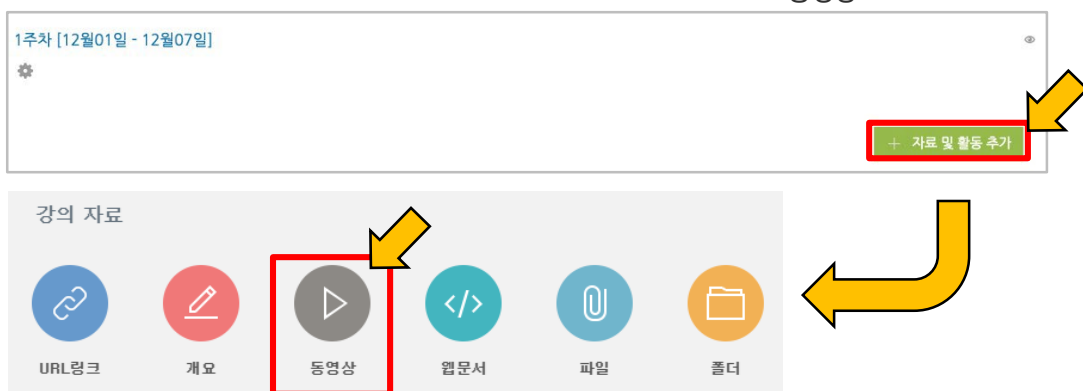 1주차 [12월01일 - 12월07일]
+ 자료 및 활동 추가
강의 자료
URL링크
개요
동영상
</>
웹문서
파일
폴더